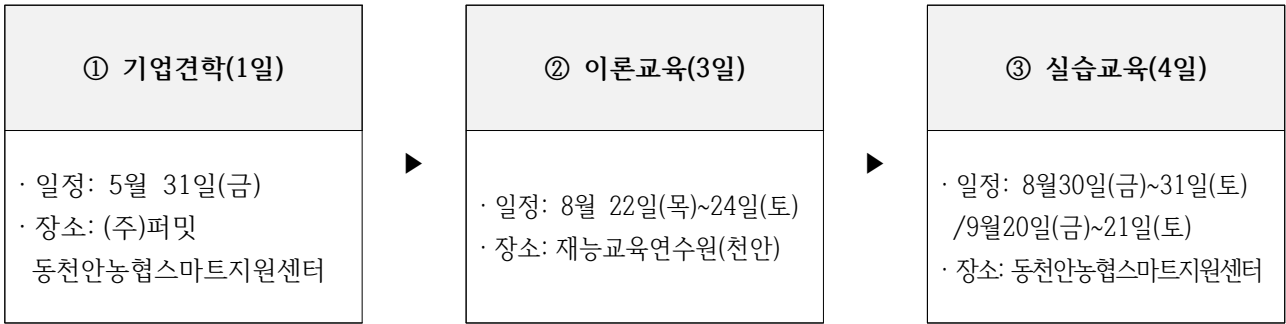 ① 기업견학(1일)
· 일정: 5월 31일(금)
· 장소: (주)퍼밋
동천안농협스마트지원센터
▶
② 이론교육(3일)
· 일정: 8월 22일(목)~24일(토)
· 장소: 재능교육연수원(천안)
▶
③ 실습교육(4일)
· 일정: 8월30일(금)~31일(토)
/9월20일(금)~21일(토)
· 장소: 동천안농협스마트지원센터